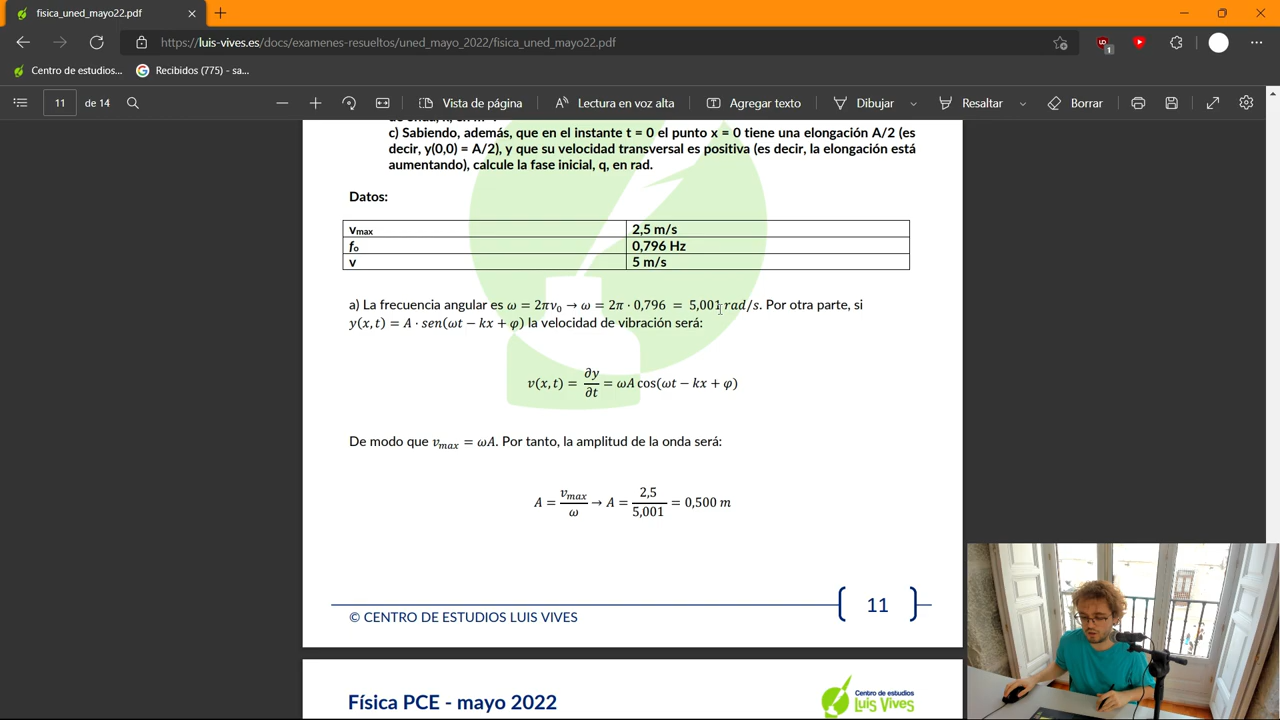 fisica_uned_mayo22.pdf
https://luis-vives.es/docs/examenes-resueltos/uned_mayo_2022/fisica_uned_mayo22.pdf
1
Centro de estudios...
Recibidos (775) - sa...
11 de 14
Vista de página
Lectura en voz alta
Agregar texto
Dibujar
Resaltar
Borrar
c) Sabiendo, además, que en el instante t = 0 el punto x = 0 tiene una elongación A/2 (es
decir, y(0,0) = A/2), y que su velocidad transversal es positiva (es decir, la elongación está
aumentando), calcule la fase inicial, q, en rad.
Datos:
vmax 2,5 m/s
fo 0,796 Hz
v 5 m/s
a) La frecuencia angular es ω = 2πν₀ → ω = 2π · 0,796 = 5,001 rad/s. Por otra parte, si
y(x, t) = A · sen(ωt − kx + φ) la velocidad de vibración será:
v(x, t) = ∂y/∂t = ωA cos(ωt − kx + φ)
De modo que vmax = ωA. Por tanto, la amplitud de la onda será:
A = vmax/ω → A = 2,5/5,001 = 0,500 m
11
© CENTRO DE ESTUDIOS LUIS VIVES
Física PCE - mayo 2022
Centro de estudios
Luis Vives